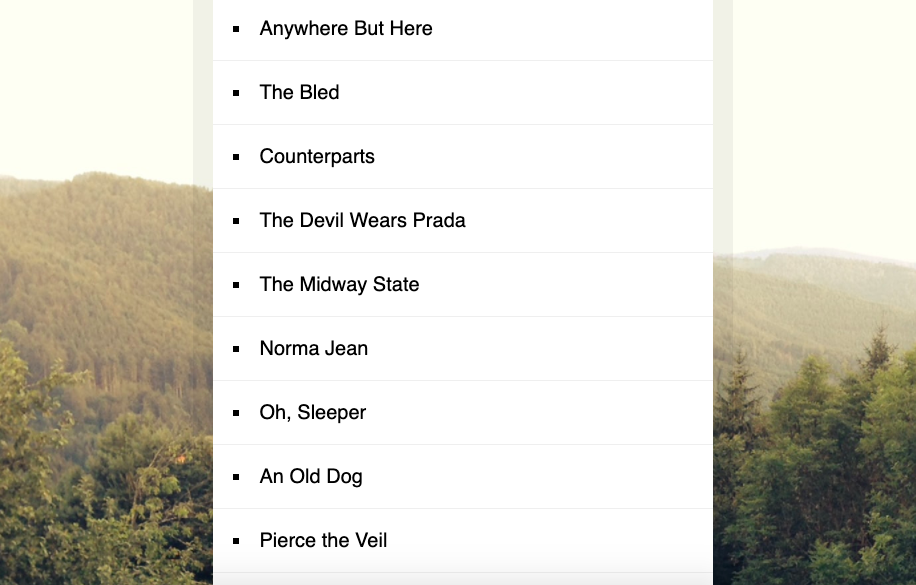 Anywhere But Here
The Bled
Counterparts
The Devil Wears Prada
The Midway State
Norma Jean
Oh, Sleeper
An Old Dog
Pierce the Veil